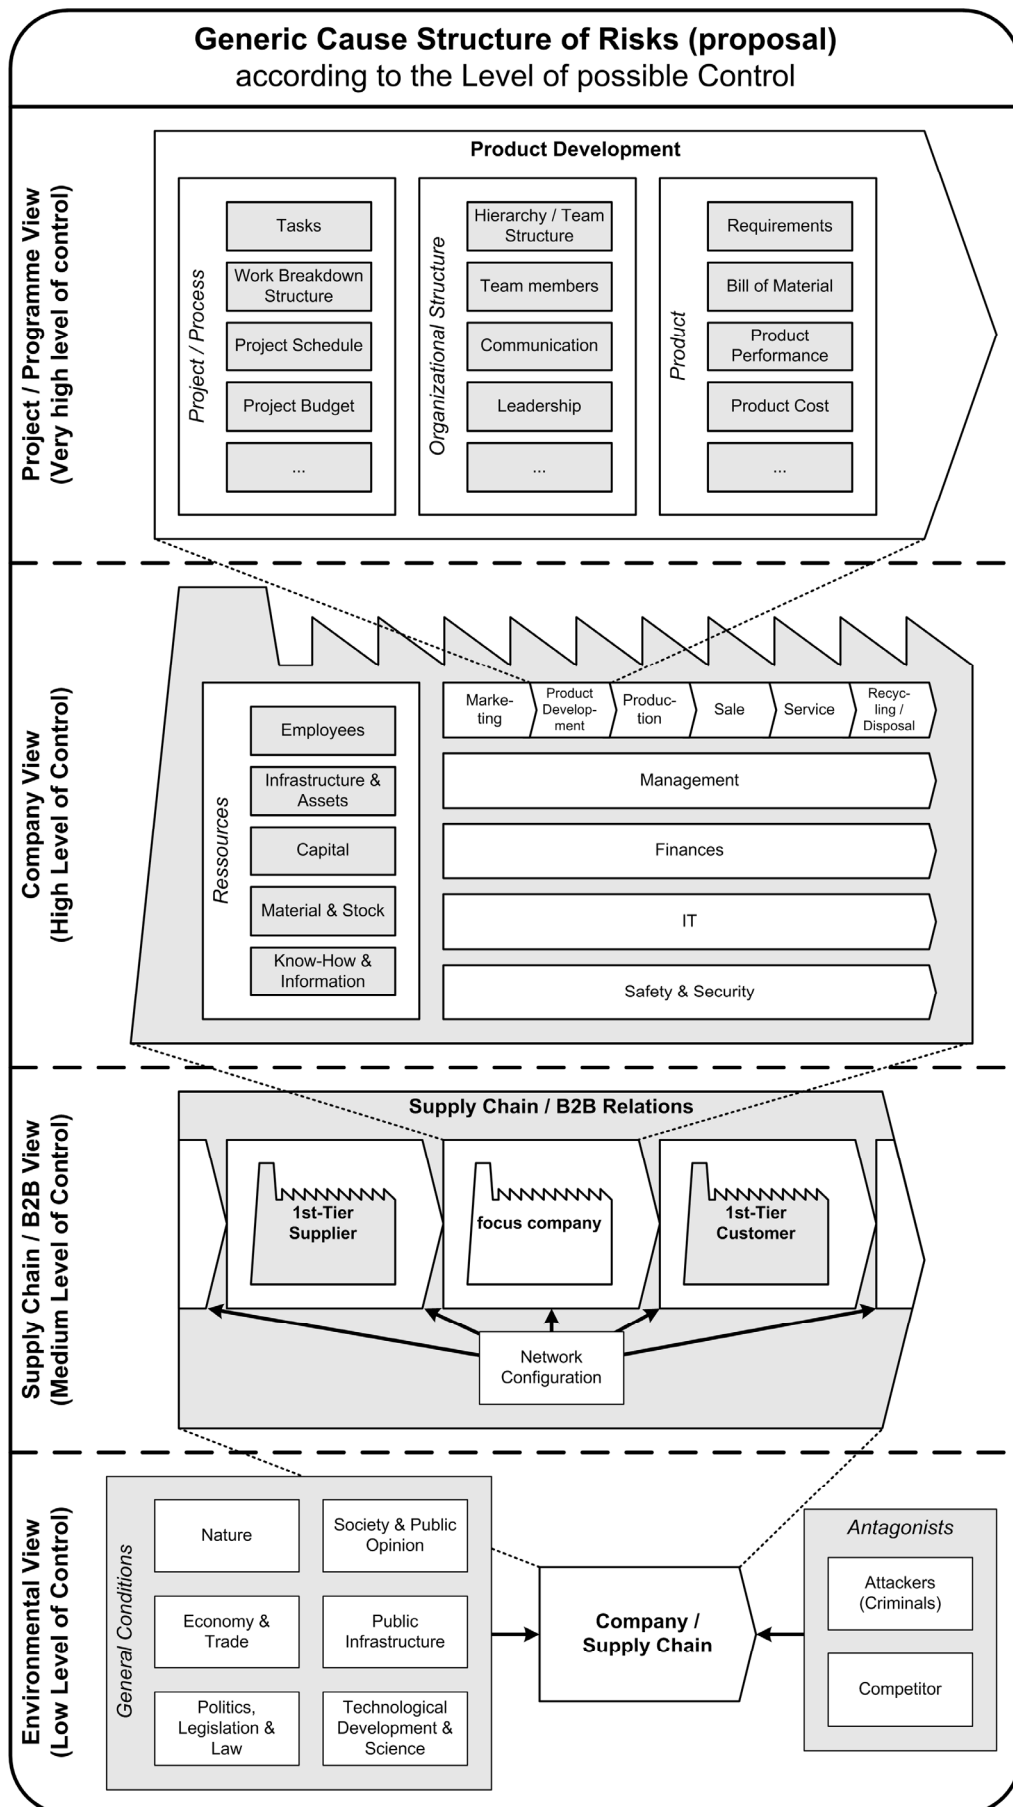 Generic Cause Structure of Risks (proposal)
according to the Level of possible Control
Project / Programme View
(Very high level of control)
Product Development
Project / Process
Tasks
Work Breakdown
Structure
Project Schedule
Project Budget
...
Organizational Structure
Hierarchy / Team
Structure
Team members
Communication
Leadership
...
Product
Requirements
Bill of Material
Product
Performance
Product Cost
...
Company View
(High Level of Control)
Ressources
Employees
Infrastructure &
Assets
Capital
Material & Stock
Know-How &
Information
Marke-
ting
Product
Develop-
ment
Produc-
tion
Sale
Service
Recyc-
ling /
Disposal
Management
Finances
IT
Safety & Security
Supply Chain / B2B View
(Medium Level of Control)
Supply Chain / B2B Relations
1st-Tier
Supplier
focus company
1st-Tier
Customer
Network
Configuration
Environmental View
(Low Level of Control)
General Conditions
Nature
Society & Public
Opinion
Economy &
Trade
Public
Infrastructure
Politics,
Legislation &
Law
Technological
Development &
Science
Company /
Supply Chain
Antagonists
Attackers
(Criminals)
Competitor